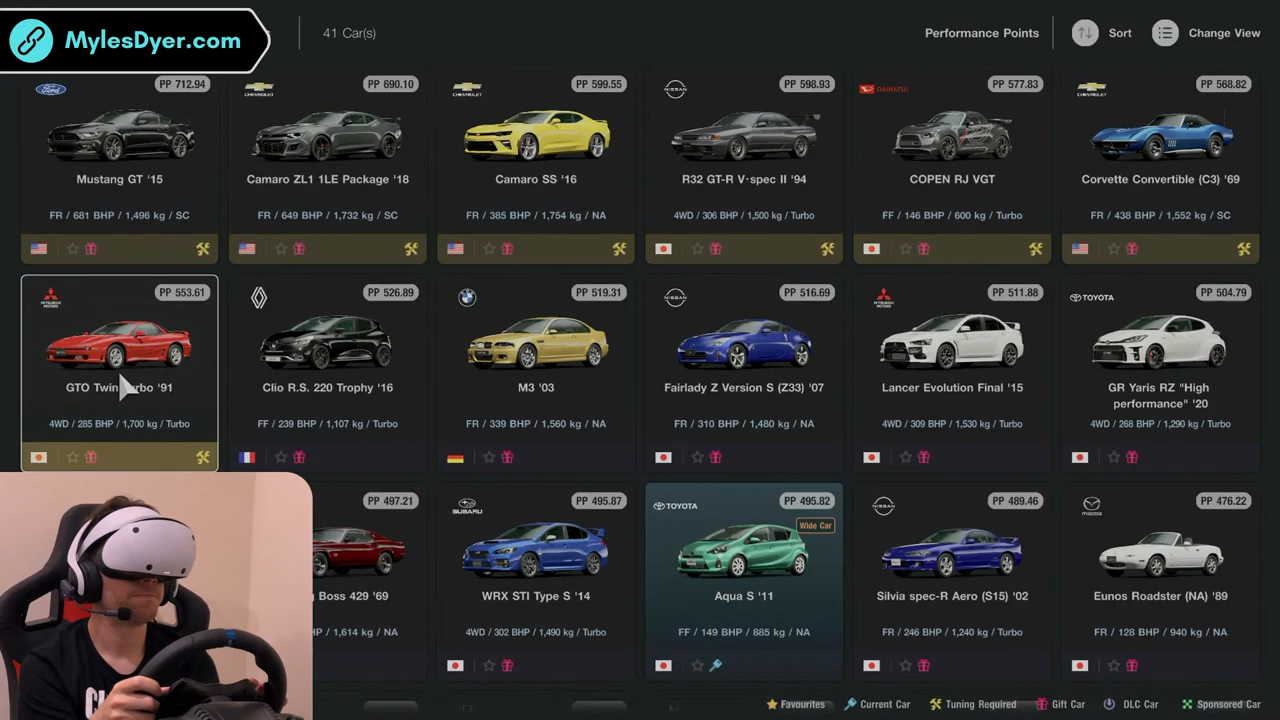 MylesDyer.com
41 Car(s)
Performance Points
Sort
Change View
Ford
PP 712.94
Mustang GT '15
FR / 681 BHP / 1,496 kg / SC
CHEVROLET
PP 690.10
Camaro ZL1 1LE Package '18
FR / 649 BHP / 1,732 kg / SC
CHEVROLET
PP 599.55
Camaro SS '16
FR / 385 BHP / 1,754 kg / NA
PP 598.93
R32 GT-R V·spec II '94
4WD / 306 BHP / 1,500 kg / Turbo
DAIHATSU
PP 577.83
COPEN RJ VGT
FF / 146 BHP / 600 kg / Turbo
CHEVROLET
PP 568.82
Corvette Convertible (C3) '69
FR / 438 BHP / 1,552 kg / SC
MITSUBISHI
MOTORS
PP 553.61
GTO Twin Turbo '91
4WD / 285 BHP / 1,700 kg / Turbo
PP 526.89
Clio R.S. 220 Trophy '16
FF / 239 BHP / 1,107 kg / Turbo
PP 519.31
M3 '03
FR / 339 BHP / 1,560 kg / NA
PP 516.69
Fairlady Z Version S (Z33) '07
FR / 310 BHP / 1,480 kg / NA
MITSUBISHI
MOTORS
PP 511.88
Lancer Evolution Final '15
4WD / 309 BHP / 1,530 kg / Turbo
TOYOTA
PP 504.79
GR Yaris RZ "High
performance" '20
4WD / 268 BHP / 1,290 kg / Turbo
PP 497.21
Boss 429 '69
1,614 kg / NA
SUBARU
PP 495.87
WRX STI Type S '14
4WD / 302 BHP / 1,490 kg / Turbo
TOYOTA
PP 495.82
Wide Car
Aqua S '11
FF / 149 BHP / 885 kg / NA
PP 489.46
Silvia spec-R Aero (S15) '02
FR / 246 BHP / 1,240 kg / Turbo
mazda
PP 476.22
Eunos Roadster (NA) '89
FR / 128 BHP / 940 kg / NA
Favourites
Current Car
Tuning Required
Gift Car
DLC Car
Sponsored Car